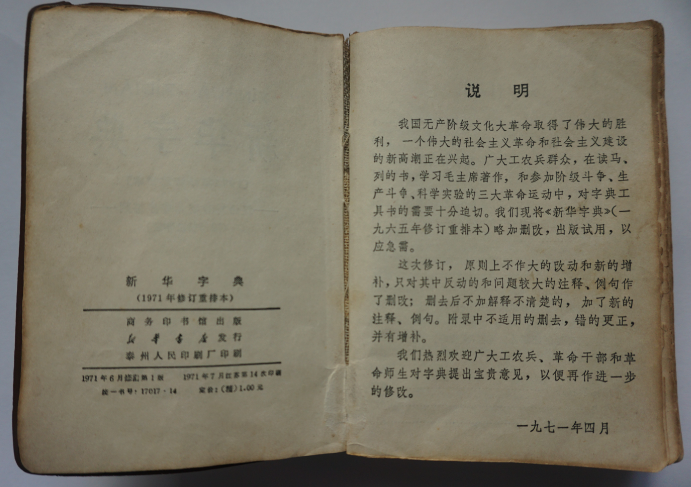 新华字典
(1971年修订重排本)
商务印书馆出版
新华书店发行
泰州人民印刷厂印刷
1971年6月修订第1版 1971年7月江苏第14次印刷
统一书号：17017·14 定价：(精)1.00元
说 明
我国无产阶级文化大革命取得了伟大的胜
利，一个伟大的社会主义革命和社会主义建设
的新高潮正在兴起。广大工农兵群众，在读马、
列的书，学习毛主席著作，和参加阶级斗争、生
产斗争、科学实验的三大革命运动中，对字典工
具书的需要十分迫切。我们现将《新华字典》(一
九六五年修订重排本)略加删改，出版试用，以
应急需。
这次修订，原则上不作大的改动和新的增
补，只对其中反动的和问题较大的注释、例句作
了删改；删去后不加解释不清楚的，加了新的
注释、例句。附录中不适用的删去，错的更正，
并有增补。
我们热烈欢迎广大工农兵、革命干部和革
命师生对字典提出宝贵意见，以便再作进一步
的修改。
一九七一年四月